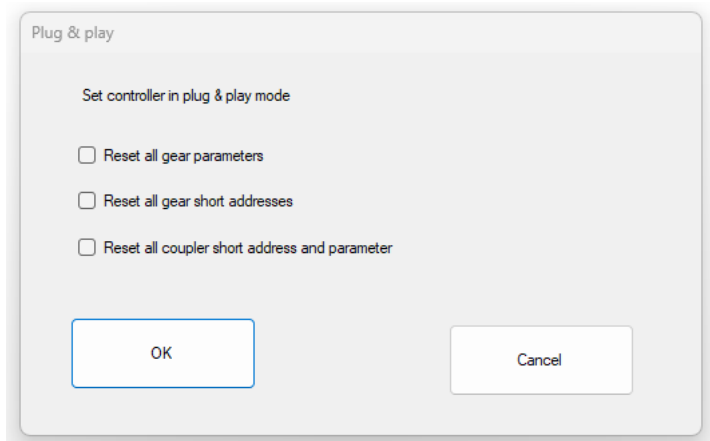 Plug & play
Set controller in plug & play mode
Reset all gear parameters
Reset all gear short addresses
Reset all coupler short address and parameter
OK
Cancel